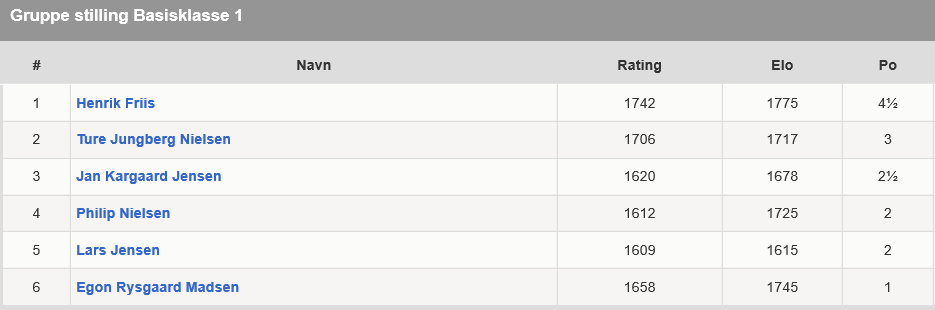 Gruppe stilling Basisklasse 1
# Navn Rating Elo Po
1 Henrik Friis 1742 1775 4½
2 Ture Jungberg Nielsen 1706 1717 3
3 Jan Kargaard Jensen 1620 1678 2½
4 Philip Nielsen 1612 1725 2
5 Lars Jensen 1609 1615 2
6 Egon Rysgaard Madsen 1658 1745 1